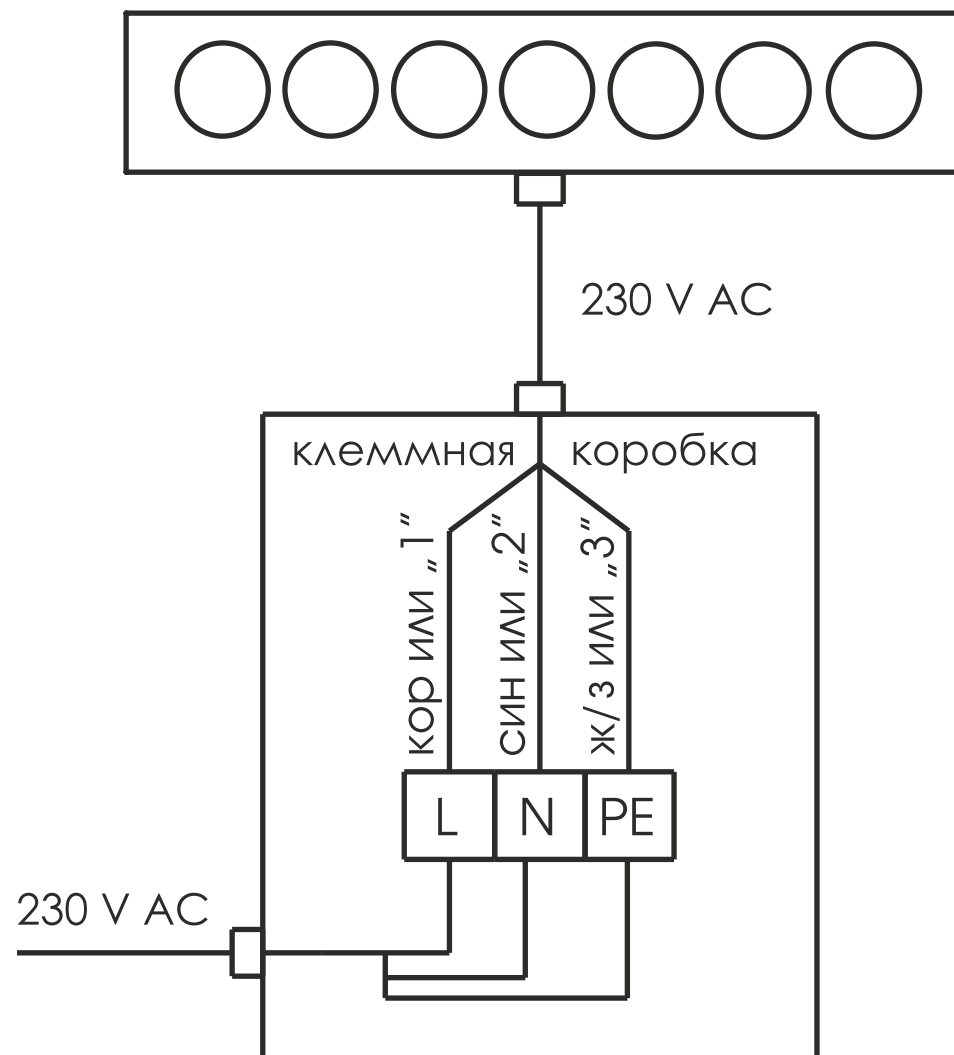 230 V AC
клеммная коробка
кор или „1”
син или „2”
ж/з или „3”
L N PE
230 V AC